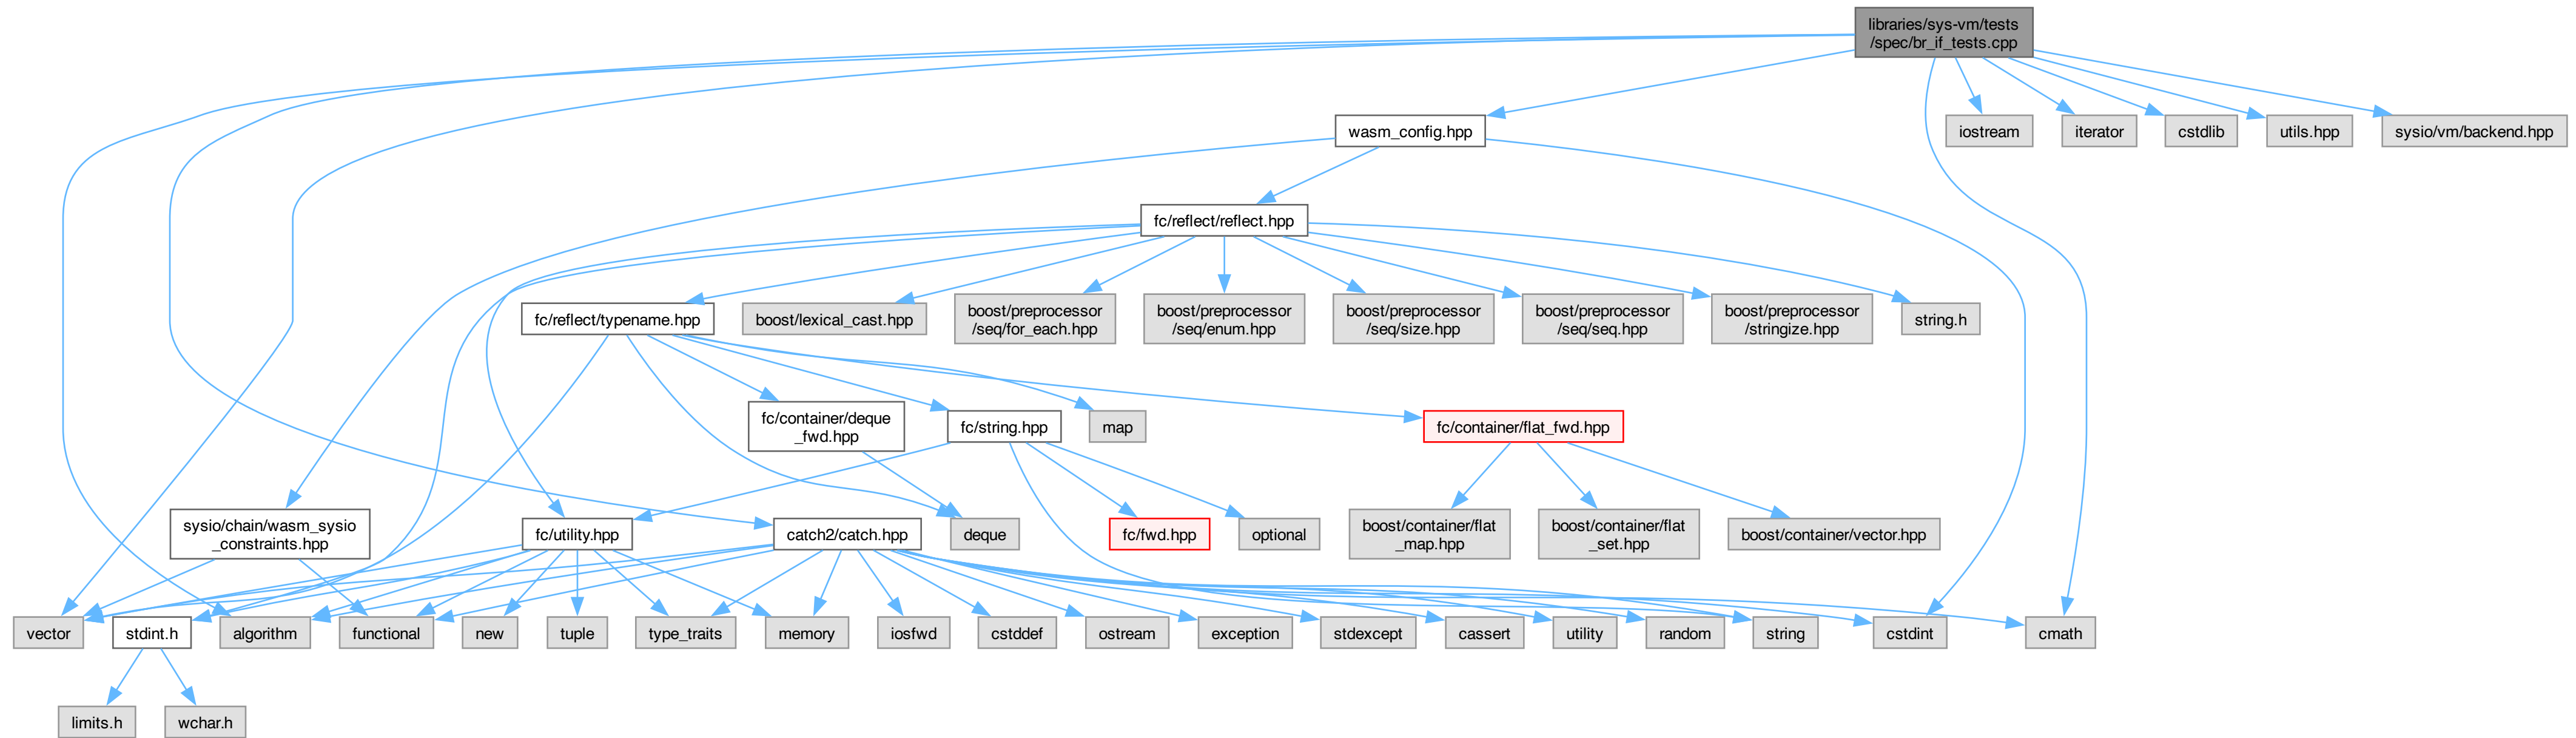 libraries/sys-vm/tests
/spec/br_if_tests.cpp
wasm_config.hpp
iostream
iterator
cstdlib
utils.hpp
sysio/vm/backend.hpp
fc/reflect/reflect.hpp
fc/reflect/typename.hpp
boost/lexical_cast.hpp
boost/preprocessor
/seq/for_each.hpp
boost/preprocessor
/seq/enum.hpp
boost/preprocessor
/seq/size.hpp
boost/preprocessor
/seq/seq.hpp
boost/preprocessor
/stringize.hpp
string.h
fc/container/deque
_fwd.hpp
fc/string.hpp
map
fc/container/flat_fwd.hpp
sysio/chain/wasm_sysio
_constraints.hpp
fc/utility.hpp
catch2/catch.hpp
deque
fc/fwd.hpp
optional
boost/container/flat
_map.hpp
boost/container/flat
_set.hpp
boost/container/vector.hpp
vector
stdint.h
algorithm
functional
new
tuple
type_traits
memory
iosfwd
cstddef
ostream
exception
stdexcept
cassert
utility
random
string
cstdint
cmath
limits.h
wchar.h